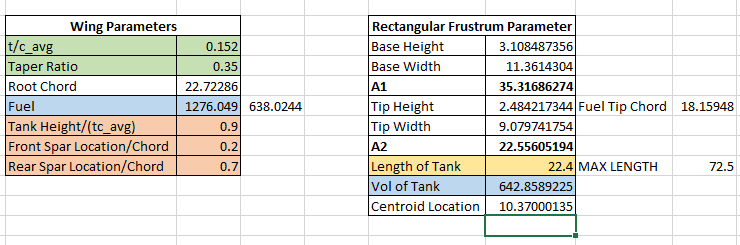 Wing Parameters
t/c_avg 0.152
Taper Ratio 0.35
Root Chord 22.72286
Fuel 1276.049 638.0244
Tank Height/(tc_avg) 0.9
Front Spar Location/Chord 0.2
Rear Spar Location/Chord 0.7
Rectangular Frustrum Parameter
Base Height 3.108487356
Base Width 11.3614304
A1 35.31686274
Tip Height 2.484217344 Fuel Tip Chord 18.15948
Tip Width 9.079741754
A2 22.55605194
Length of Tank 22.4 MAX LENGTH 72.5
Vol of Tank 642.8589225
Centroid Location 10.37000135